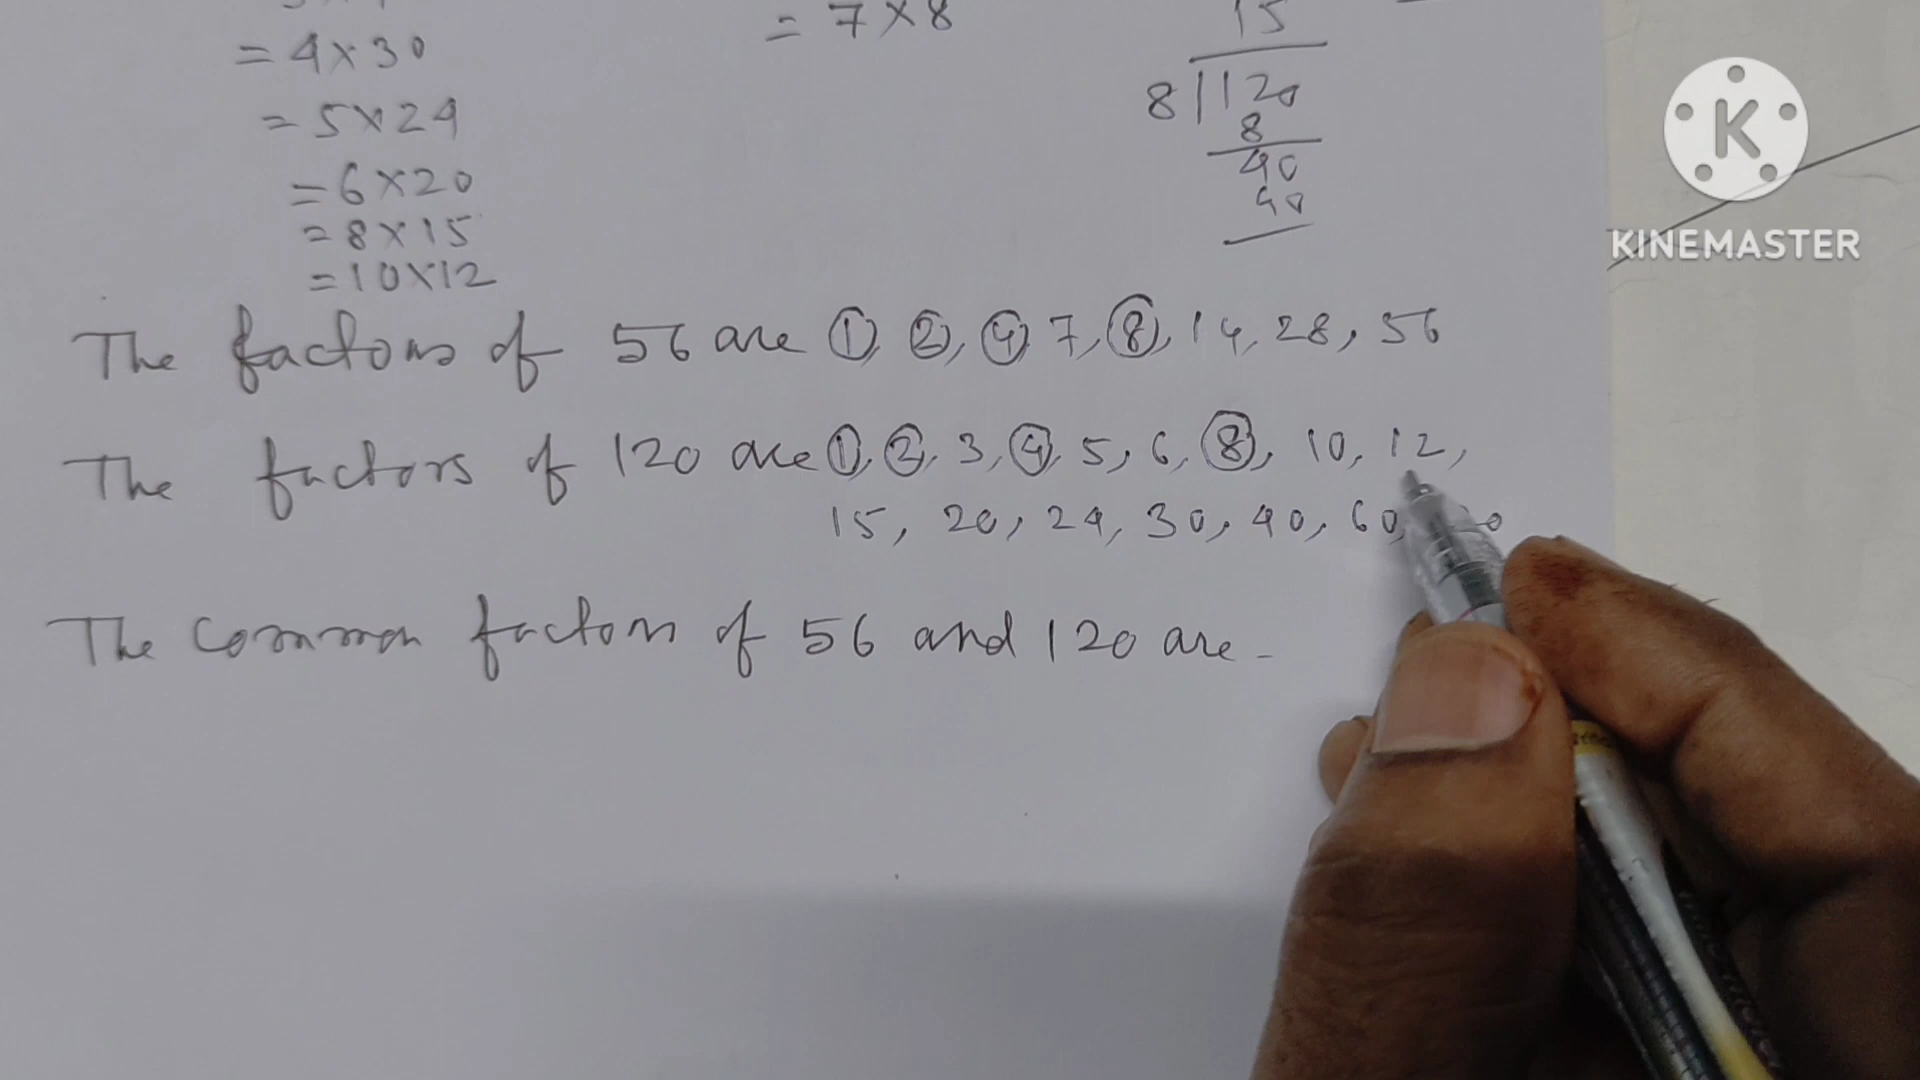 = 4 x 30
= 5 x 24
= 6 x 20
= 8 x 15
= 10 x 12
= 7 x 8
15
8 120
8
40
40
K
KINEMASTER
The factors of 56 are 1, 2, 4, 7, 8, 14, 28, 56
The factors of 120 are 1, 2, 3, 4, 5, 6, 8, 10, 12,
15, 20, 24, 30, 40, 60,
The common factors of 56 and 120 are -